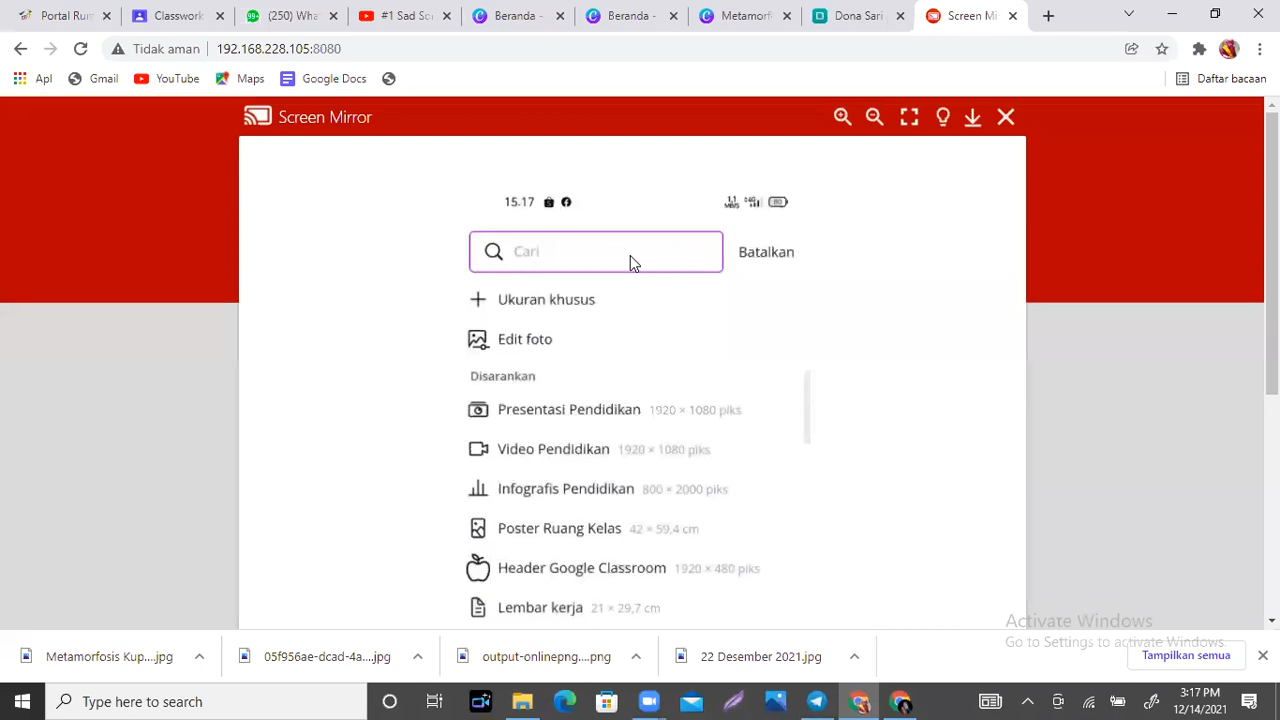 Portal Rum
Classwork
(250) Wha
#1 Sad Sc
Beranda -
Beranda -
Metamorf
Dona Sari
Screen Mi
Tidak aman
192.168.228.105:8080
Apl
Gmail
YouTube
Maps
Google Docs
Daftar bacaan
Screen Mirror
15.17
Cari
Batalkan
Ukuran khusus
Edit foto
Disarankan
Presentasi Pendidikan 1920 × 1080 piks
Video Pendidikan 1920 × 1080 piks
Infografis Pendidikan 800 × 2000 piks
Poster Ruang Kelas 42 × 59,4 cm
Header Google Classroom 1920 × 480 piks
Lembar kerja 21 × 29,7 cm
Activate Windows
Go to Settings to activate Windows.
Metamorfosis Kup....jpg
05f956ae-dcad-4a....jpg
output-onlinepng....png
22 Desember 2021.jpg
Tampilkan semua
Type here to search
3:17 PM
12/14/2021